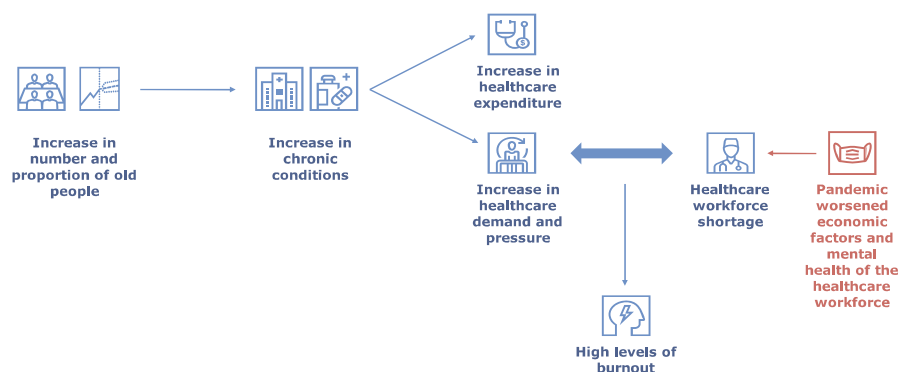 Increase in
number and
proportion of old
people
Increase in
chronic
conditions
$
Increase in
healthcare
expenditure
Increase in
healthcare
demand and
pressure
Healthcare
workforce
shortage
Pandemic
worsened
economic
factors and
mental
health of the
healthcare
workforce
High levels of
burnout